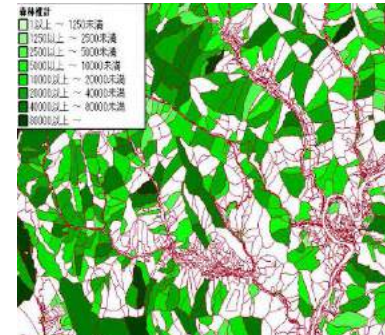 森林種計
1以上 ～ 1250未満
1250以上 ～ 2500未満
2500以上 ～ 5000未満
5000以上 ～ 10000未満
10000以上 ～ 20000未満
20000以上 ～ 40000未満
40000以上 ～ 80000未満
80000以上 ～